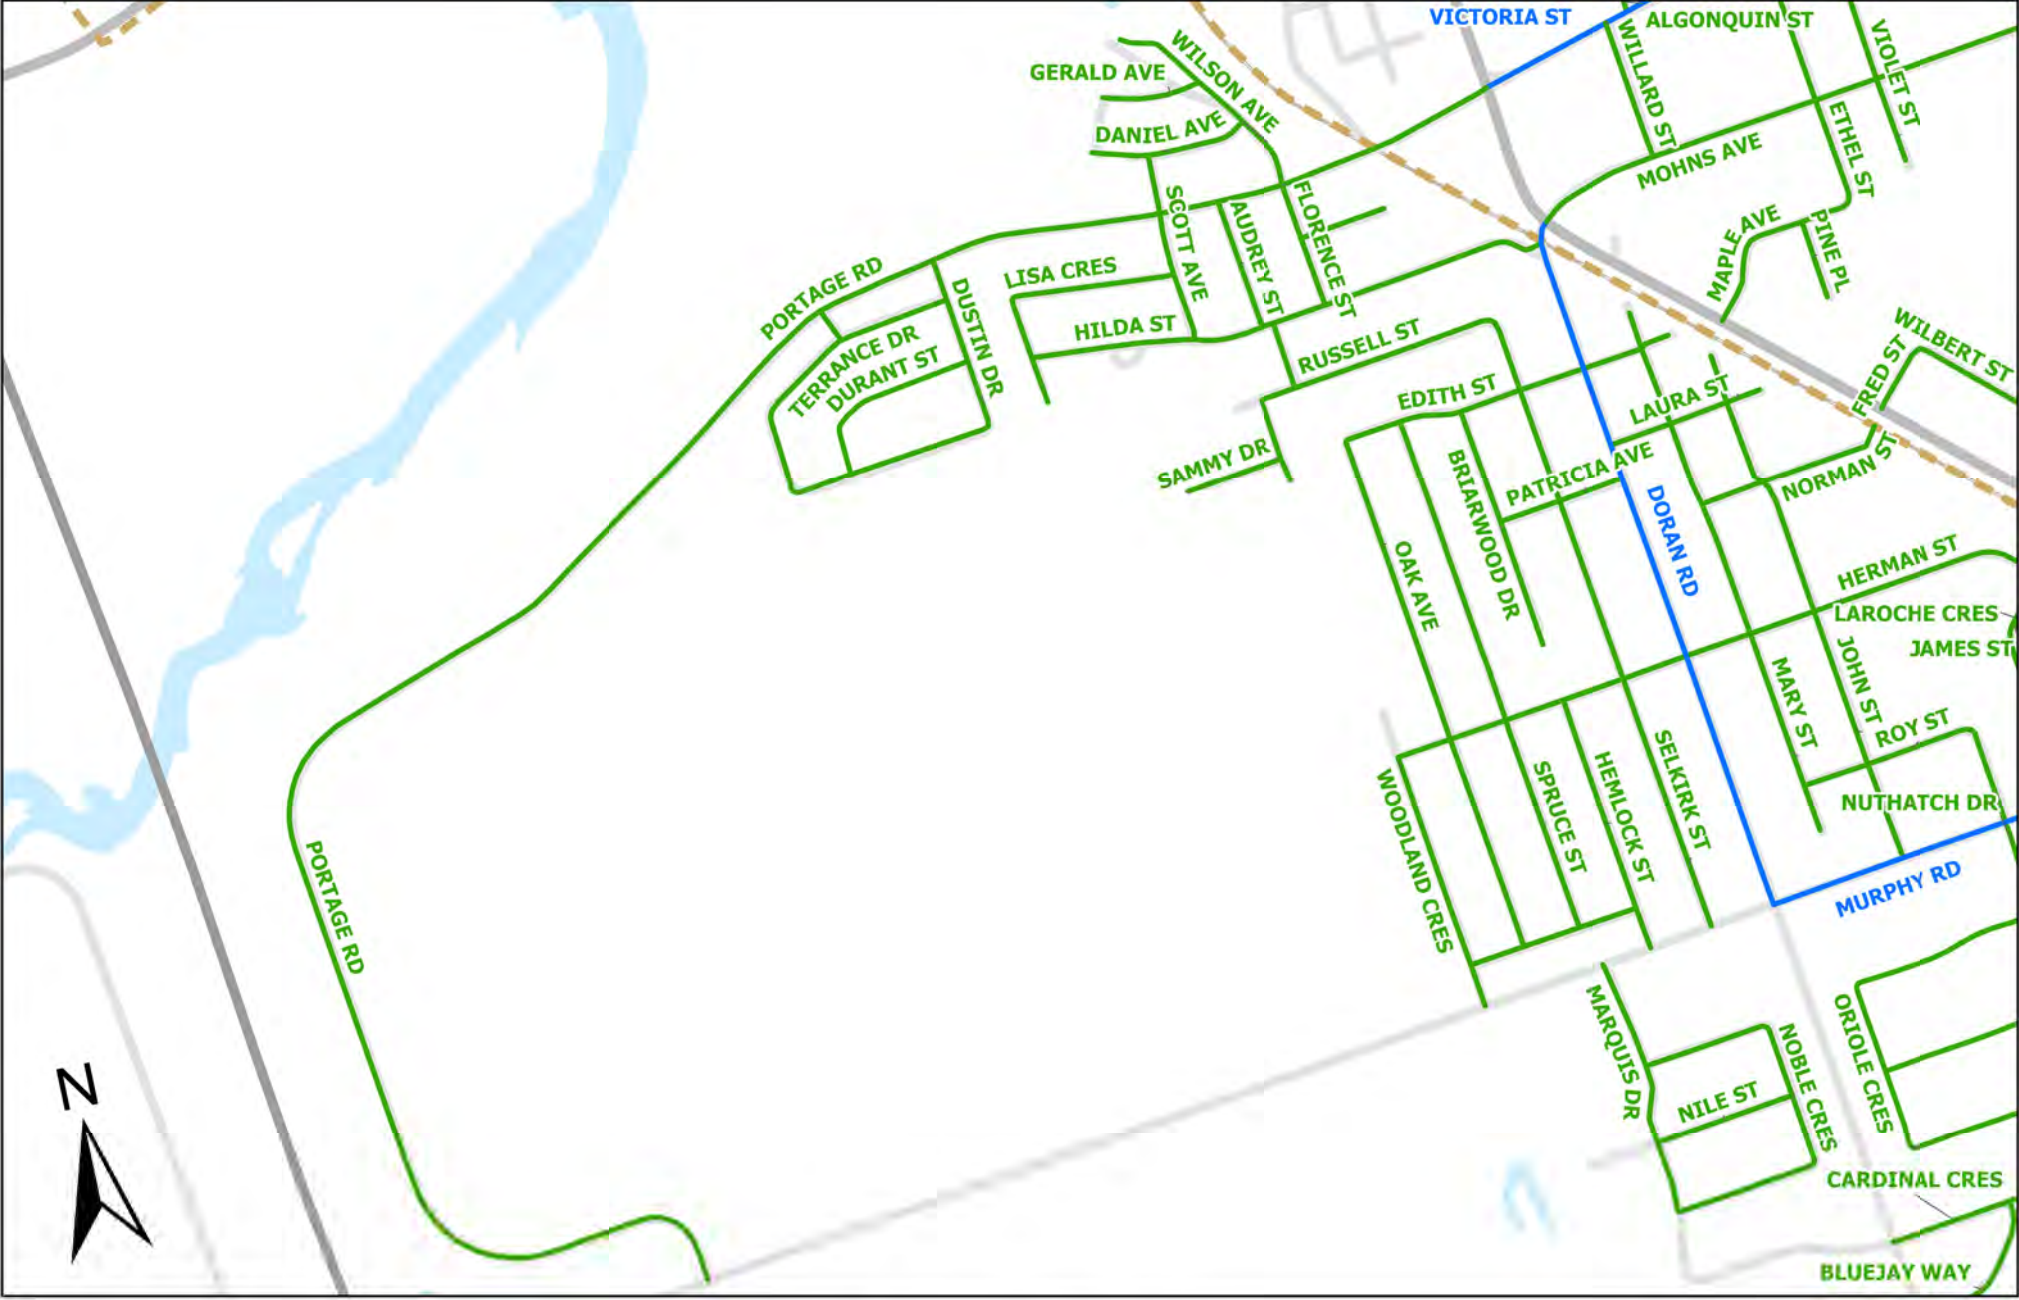 VICTORIA ST
ALGONQUIN ST
WILLARD ST
VIOLET ST
WILSON AVE
GERALD AVE
DANIEL AVE
ETHEL ST
MOHNS AVE
SCOTT AVE
AUDREY ST
FLORENCE ST
MAPLE AVE
PINE PL
PORTAGE RD
LISA CRES
DUSTIN DR
HILDA ST
TERRANCE DR
DURANT ST
RUSSELL ST
WILBERT ST
FRED ST
EDITH ST
LAURA ST
SAMMY DR
BRIARWOOD DR
PATRICIA AVE
NORMAN ST
DORAN RD
OAK AVE
HERMAN ST
LAROCHE CRES
JAMES ST
JOHN ST
MARY ST
ROY ST
SELKIRK ST
HEMLOCK ST
SPRUCE ST
WOODLAND CRES
NUTHATCH DR
MURPHY RD
PORTAGE RD
MARQUIS DR
NOBLE CRES
ORIOLE CRES
NILE ST
N
CARDINAL CRES
BLUEJAY WAY